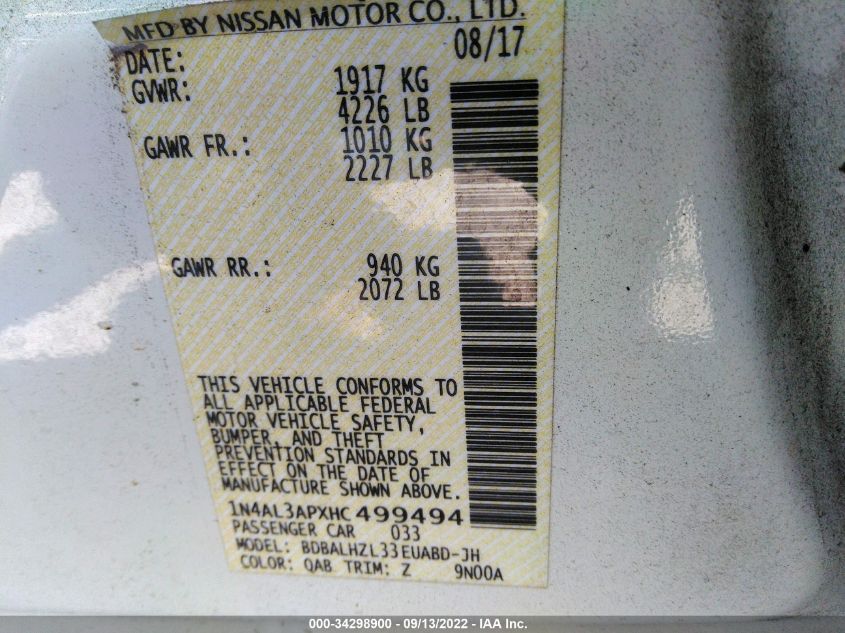 MFD BY NISSAN MOTOR CO., LTD.
DATE: 08/17
GVWR: 1917 KG
4226 LB
GAWR FR.: 1010 KG
2227 LB
GAWR RR.: 940 KG
2072 LB
THIS VEHICLE CONFORMS TO
ALL APPLICABLE FEDERAL
MOTOR VEHICLE SAFETY,
BUMPER, AND THEFT
PREVENTION STANDARDS IN
EFFECT ON THE DATE OF
MANUFACTURE SHOWN ABOVE.
1N4AL3APXHC499494
PASSENGER CAR 033
MODEL: BDBALHZL33EUABD-JH
COLOR: QAB TRIM: Z 9N00A
000-34298900 - 09/13/2022 - IAA Inc.